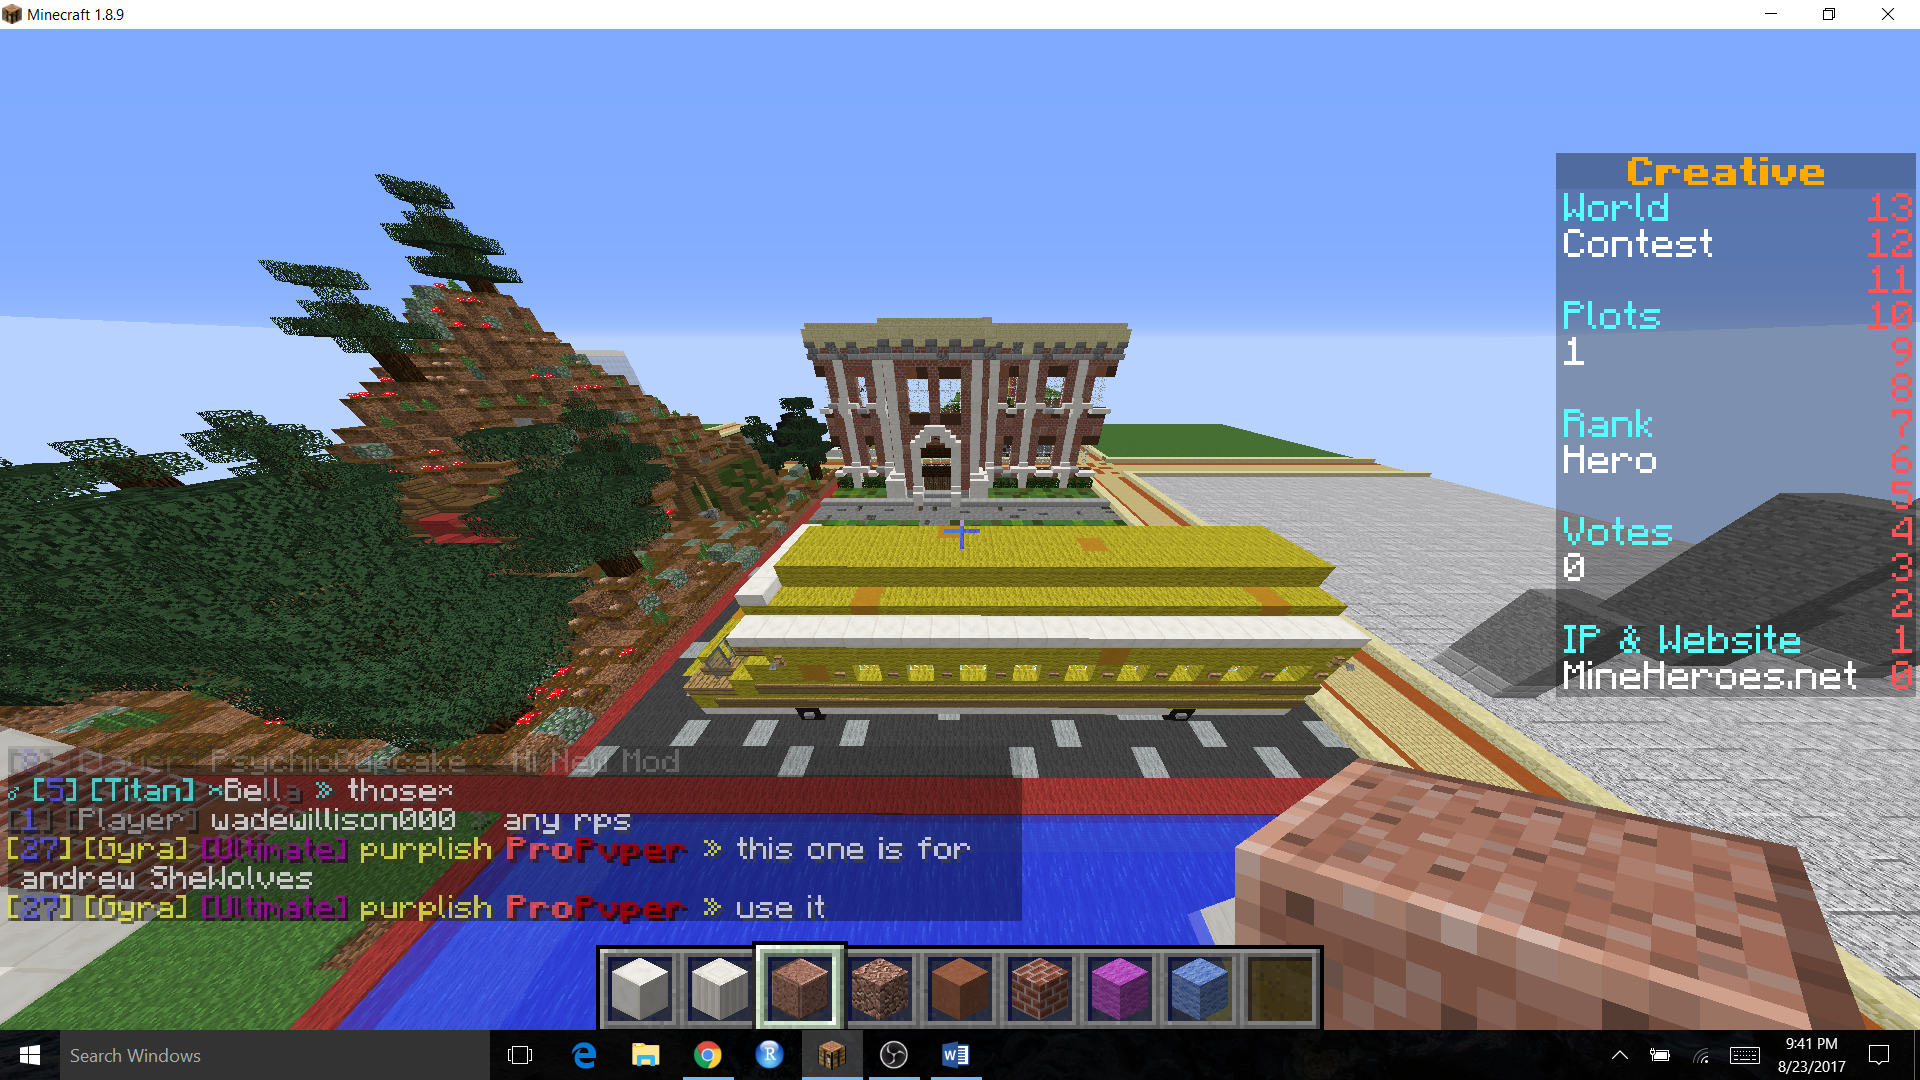 Minecraft 1.8.9
Creative
World 13
Contest 12
11
Plots 10
1 9
8
Rank 7
Hero 6
5
Votes 4
0 3
2
IP & Website 1
MineHeroes.net 0
Player PsychicCupcake Hi New Mod
[5] [Titan] ×Bella » those×
[1] [Player] wadewillison000 any rps
[27] [Gyra] [Ultimate] purplish ProPvper » this one is for
andrew SheWolves
[27] [Gyra] [Ultimate] purplish ProPvper » use it
Search Windows
9:41 PM
8/23/2017